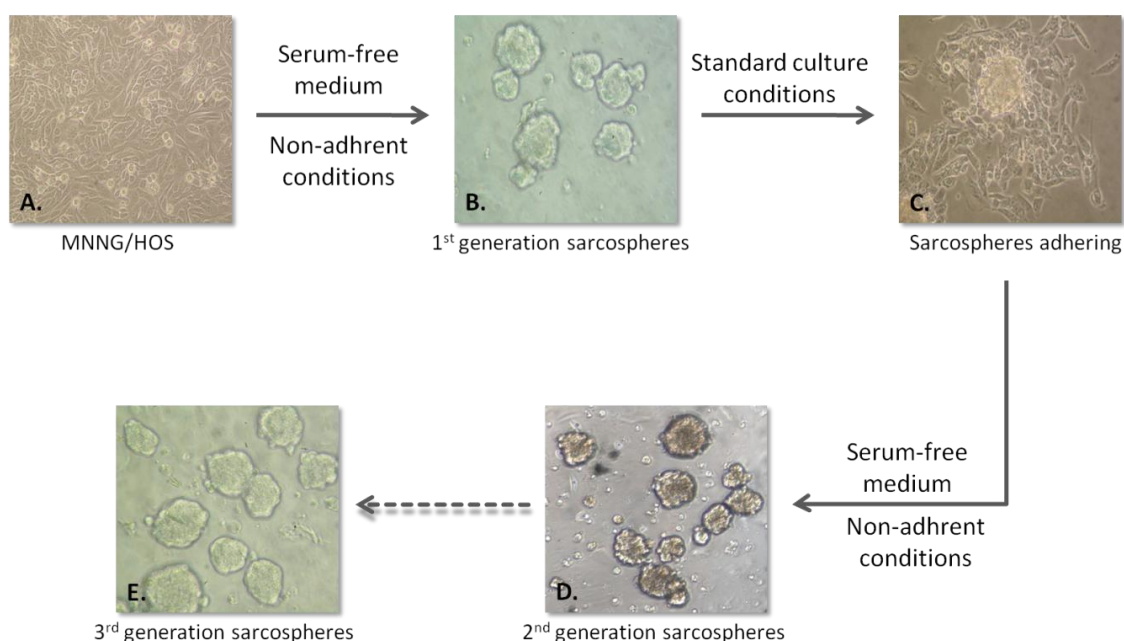 A.
MNNG/HOS
Serum-free
medium
Non-adhrent
conditions
B.
1st generation sarcospheres
Standard culture
conditions
C.
Sarcospheres adhering
Serum-free
medium
Non-adhrent
conditions
D.
2nd generation sarcospheres
E.
3rd generation sarcospheres